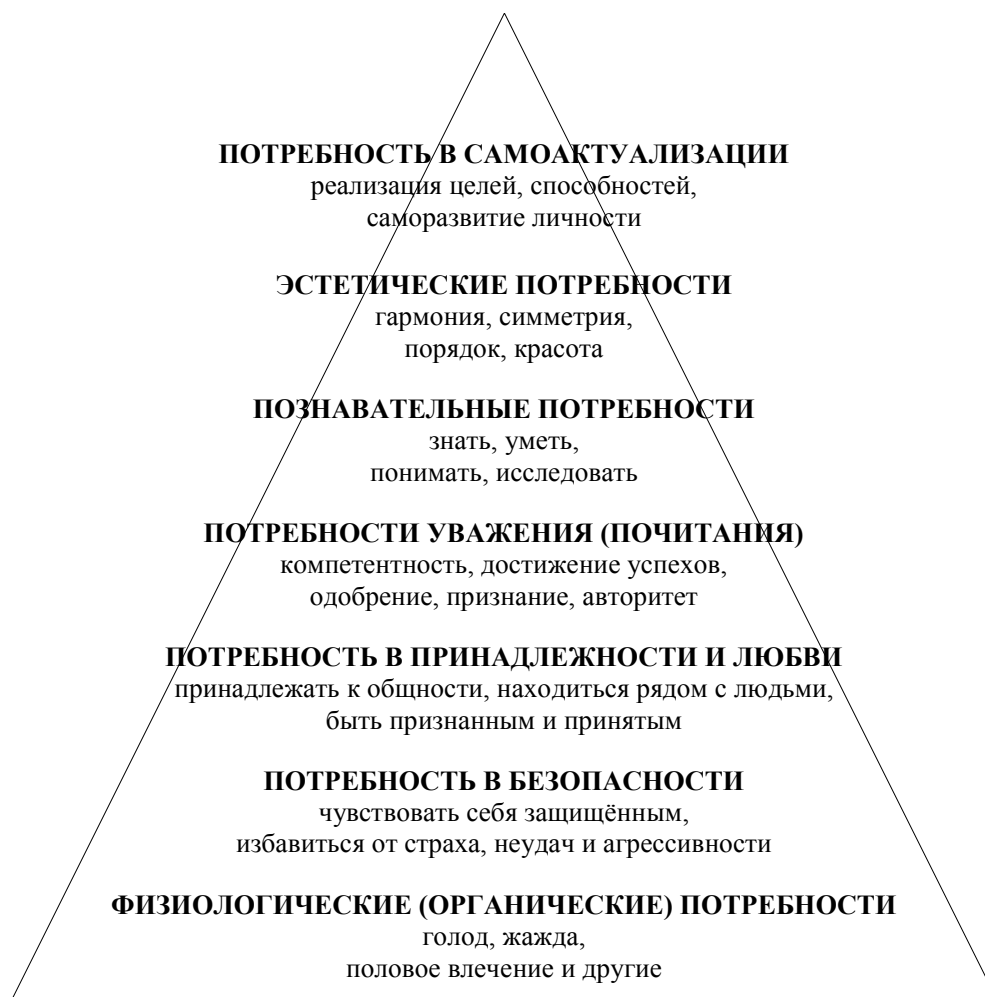 ПОТРЕБНОСТЬ В САМОАКТУАЛИЗАЦИИ
реализация целей, способностей,
саморазвитие личности
ЭСТЕТИЧЕСКИЕ ПОТРЕБНОСТИ
гармония, симметрия,
порядок, красота
ПОЗНАВАТЕЛЬНЫЕ ПОТРЕБНОСТИ
знать, уметь,
понимать, исследовать
ПОТРЕБНОСТИ УВАЖЕНИЯ (ПОЧИТАНИЯ)
компетентность, достижение успехов,
одобрение, признание, авторитет
ПОТРЕБНОСТЬ В ПРИНАДЛЕЖНОСТИ И ЛЮБВИ
принадлежать к общности, находиться рядом с людьми,
быть признанным и принятым
ПОТРЕБНОСТЬ В БЕЗОПАСНОСТИ
чувствовать себя защищённым,
избавиться от страха, неудач и агрессивности
ФИЗИОЛОГИЧЕСКИЕ (ОРГАНИЧЕСКИЕ) ПОТРЕБНОСТИ
голод, жажда,
половое влечение и другие